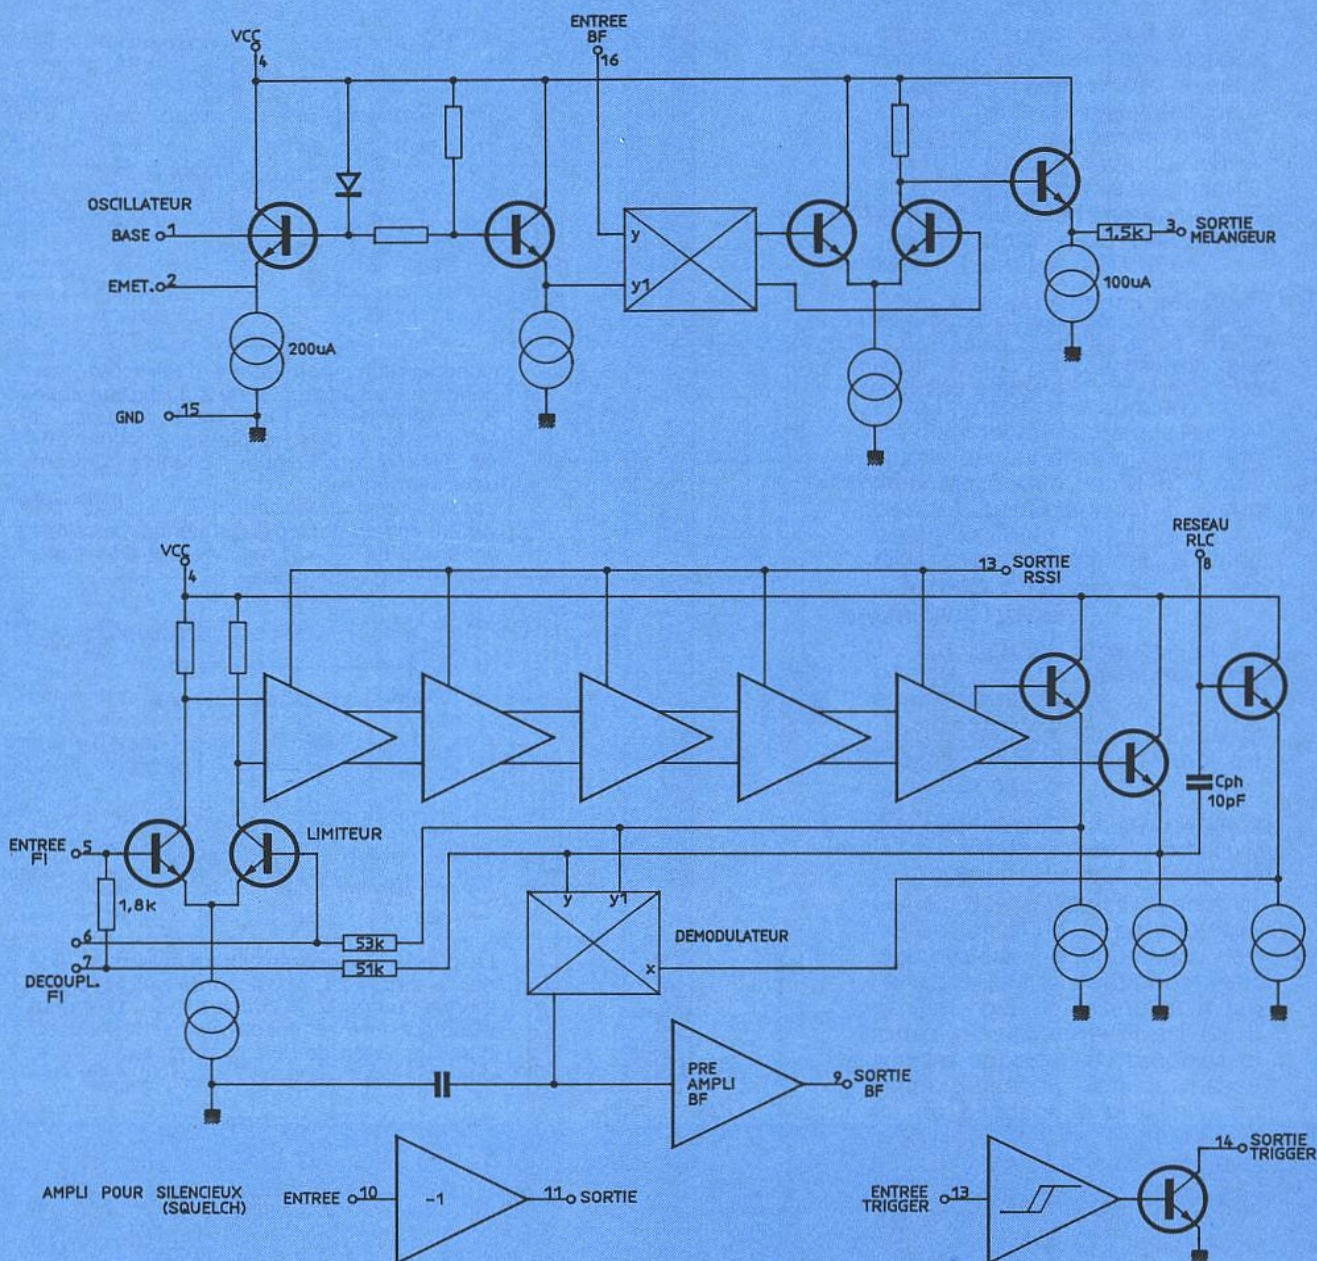 VCC
4
ENTREE
BF
16
OSCILLATEUR
BASE 1
EMET. 2
200uA
GND 15
y
y1
1,5k
3 SORTIE
MELANGEUR
100uA
VCC
4
13 SORTIE
RSSI
RESEAU
RLC
8
Cph
10pF
LIMITEUR
ENTREE
FI
5
1,8k
6
53k
7
51k
DECOUPL.
FI
y y1
x
DEMODULATEUR
PRE
AMPLI
BF
9 SORTIE
BF
AMPLI POUR SILENCIEUX
(SQUELCH)
ENTREE 10
-1
11 SORTIE
ENTREE
TRIGGER
13
14 SORTIE
TRIGGER